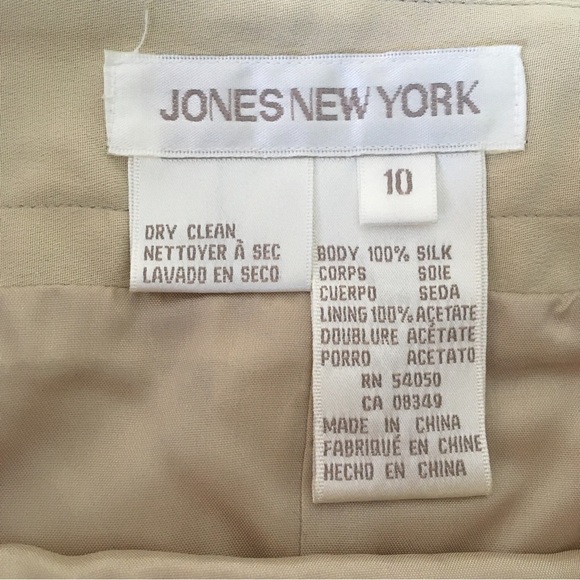 JONES NEW YORK
10
DRY CLEAN
NETTOYER À SEC
LAVADO EN SECO
BODY 100% SILK
CORPS SOIE
CUERPO SEDA
LINING 100% ACETATE
DOUBLURE ACÉTATE
PORRO ACETATO
RN 54050
CA 08349
MADE IN CHINA
FABRIQUÉ EN CHINE
HECHO EN CHINA